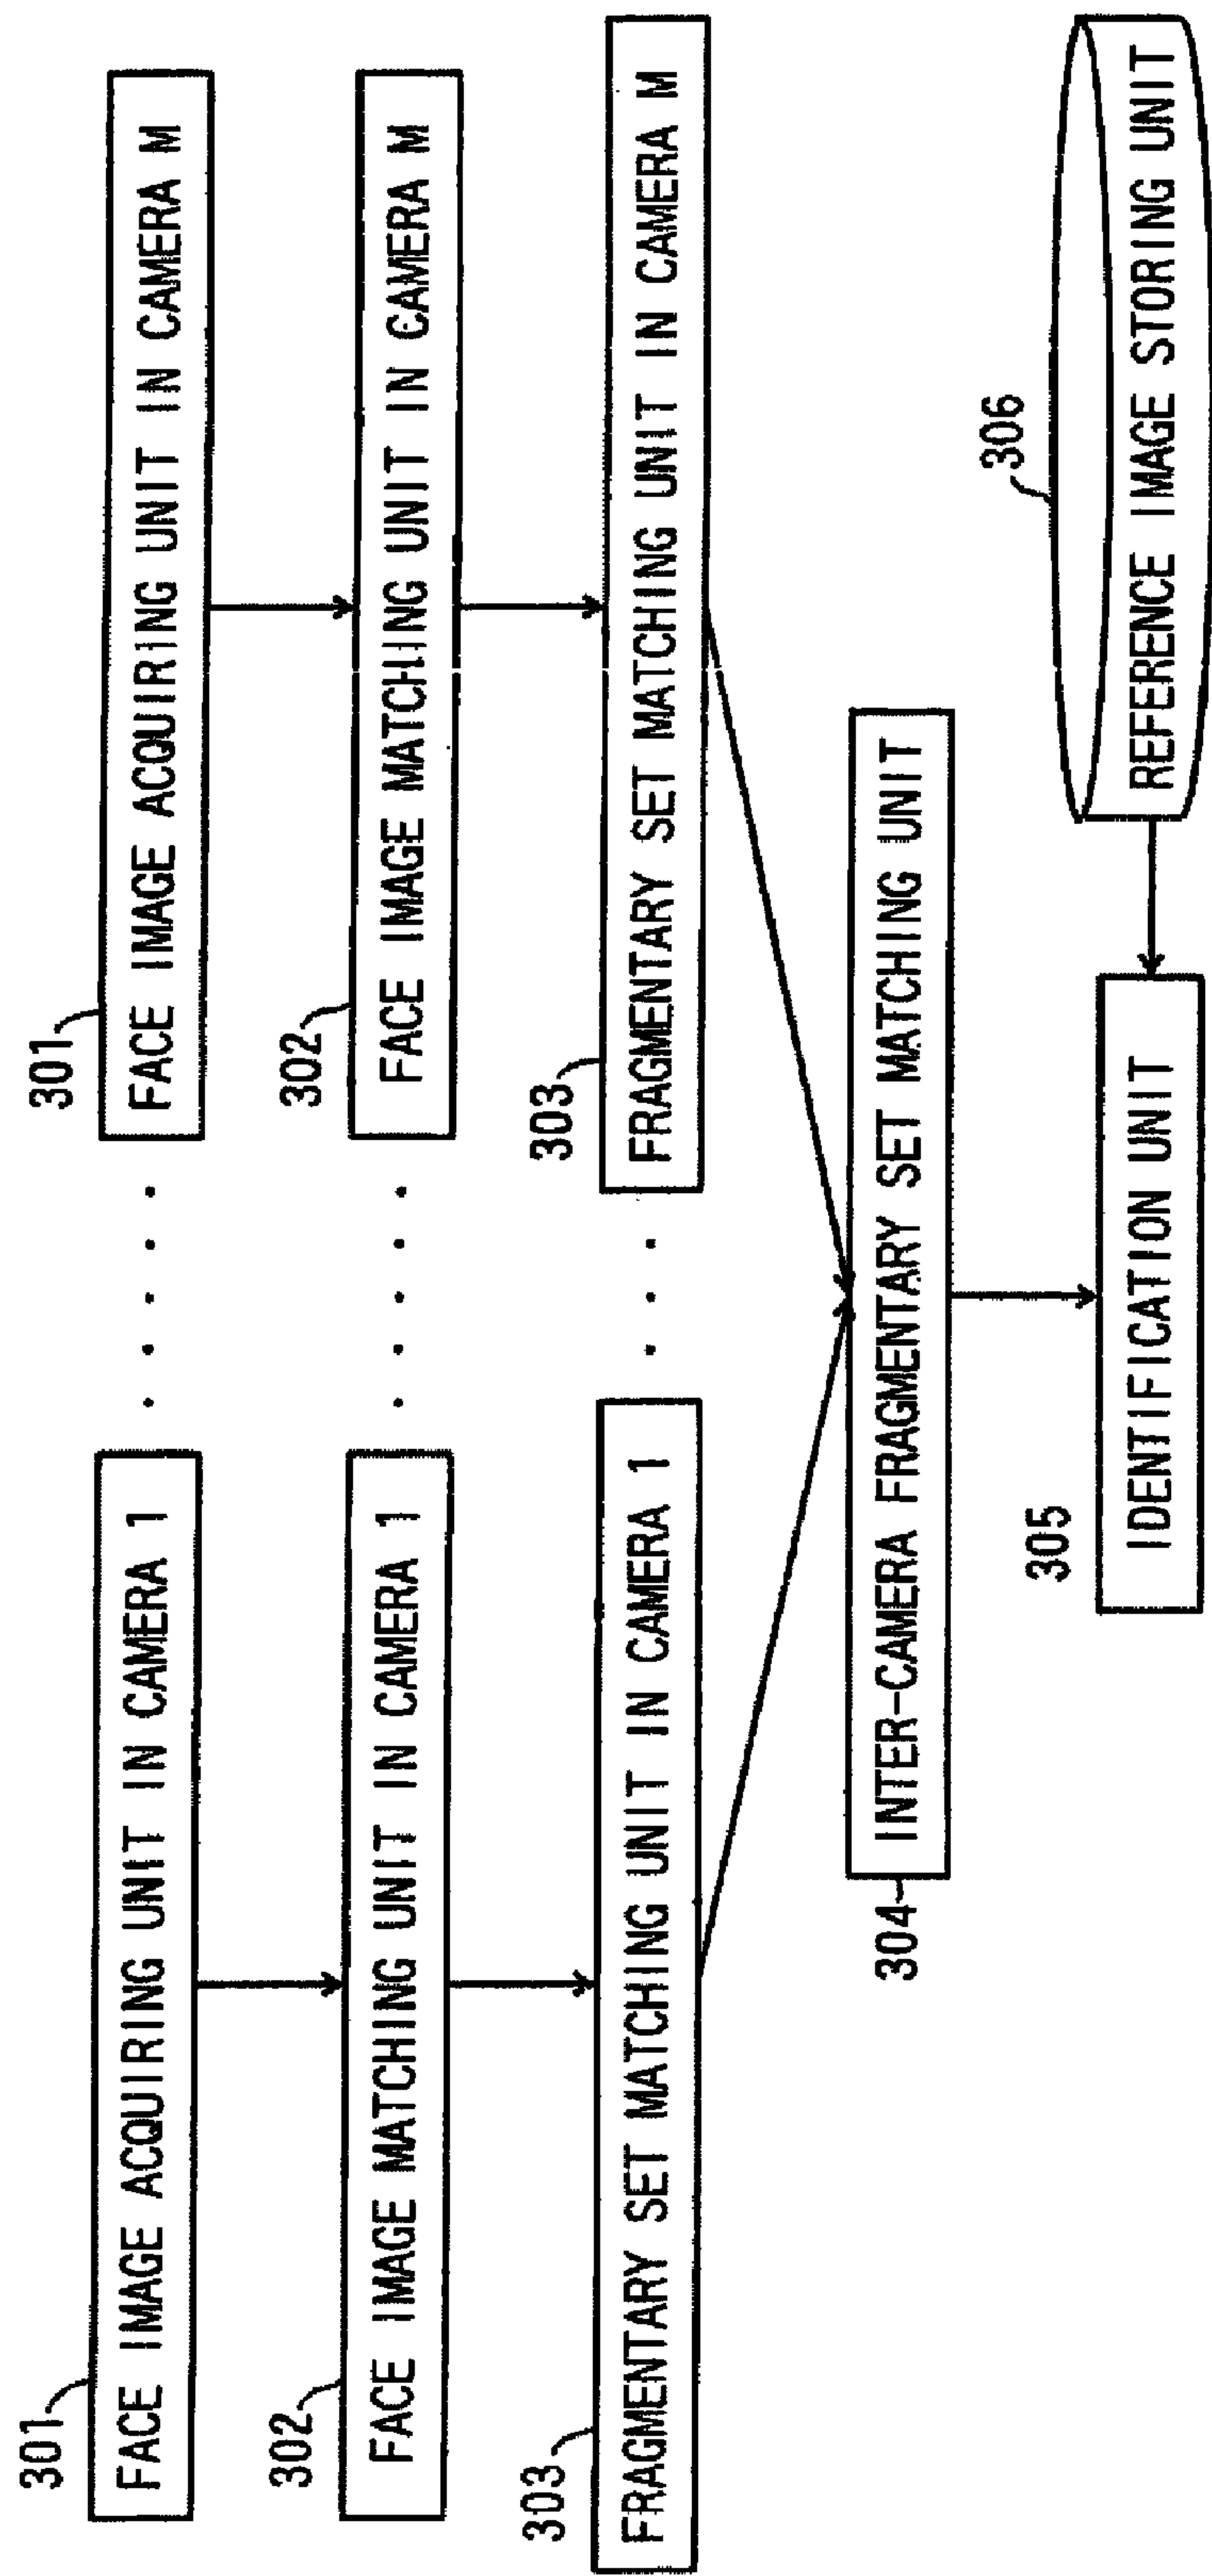 301
FACE IMAGE ACQUIRING UNIT IN CAMERA 1
301
FACE IMAGE ACQUIRING UNIT IN CAMERA M
302
FACE IMAGE MATCHING UNIT IN CAMERA 1
302
FACE IMAGE MATCHING UNIT IN CAMERA M
303
FRAGMENTARY SET MATCHING UNIT IN CAMERA 1
303
FRAGMENTARY SET MATCHING UNIT IN CAMERA M
304
INTER-CAMERA FRAGMENTARY SET MATCHING UNIT
305
IDENTIFICATION UNIT
306
REFERENCE IMAGE STORING UNIT